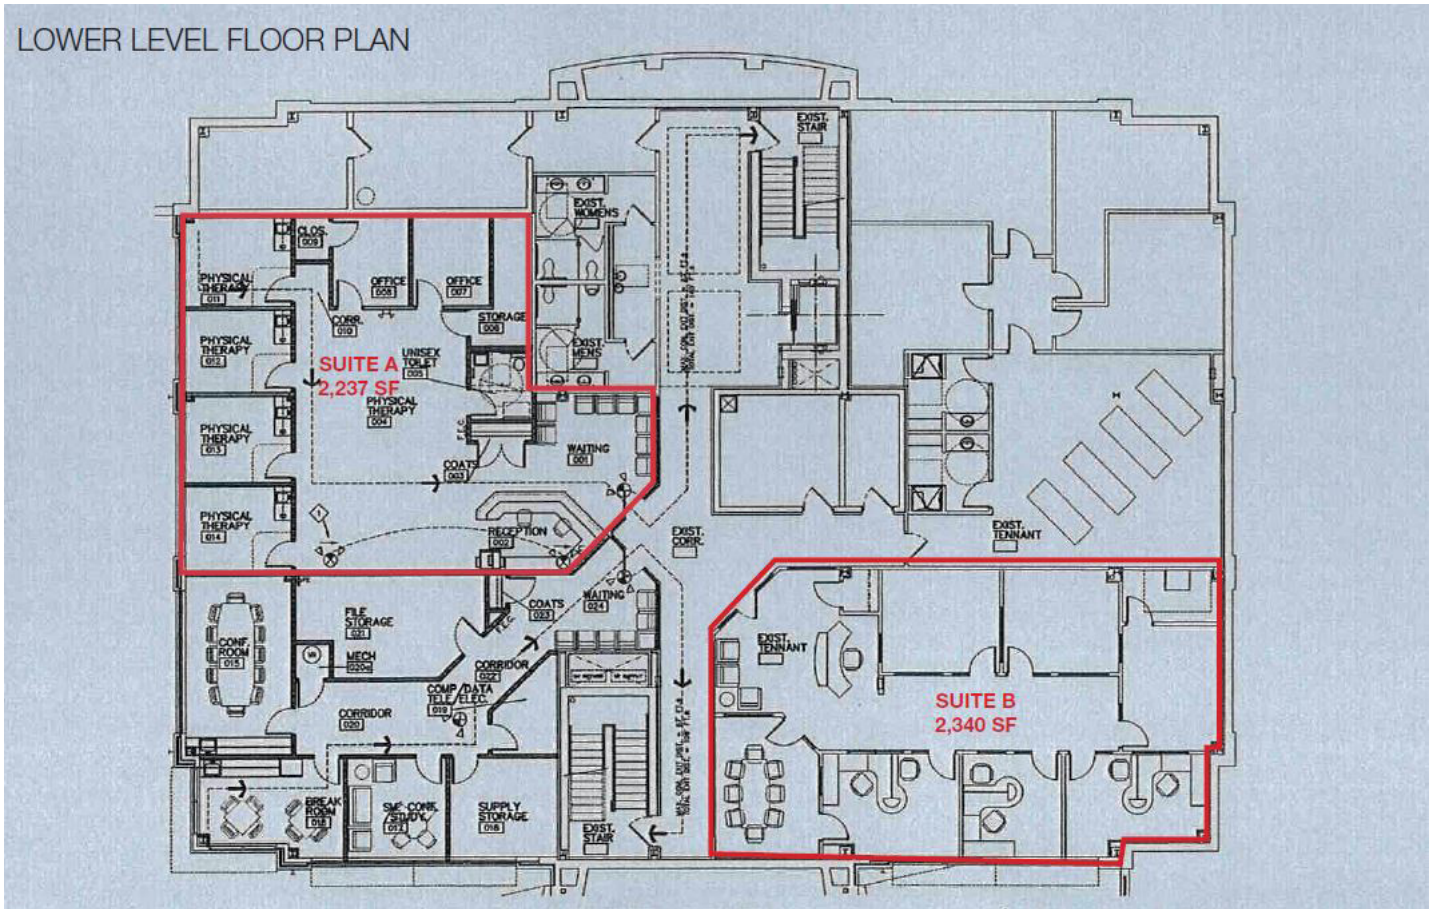 LOWER LEVEL FLOOR PLAN
EXIST.
STAIR
EXIST.
WOMENS
CLOS.
009
PHYSICAL
THERAPY
011
OFFICE
008
OFFICE
007
CORR.
010
STORAGE
006
EXIST.
MENS
PHYSICAL
THERAPY
012
UNISEX
TOILET
005
SUITE A
2,237 SF
PHYSICAL
THERAPY
004
PHYSICAL
THERAPY
013
F.E.C.
WAITING
001
COATS
003
PHYSICAL
THERAPY
014
1
RECEPTION
002
EXIST.
CORR.
EXIST.
TENNANT
FILE
STORAGE
021
COATS
023
F.E.C.
WAITING
024
CONF.
ROOM
015
MECH
020a
CORRIDOR
022
EXIST.
TENNANT
COMP/DATA
TELE/ELEC.
019
CORRIDOR
020
SUITE B
2,340 SF
BREAK
ROOM
SM. CONF.
/STUDY
017
SUPPLY
STORAGE
EXIST.
STAIR